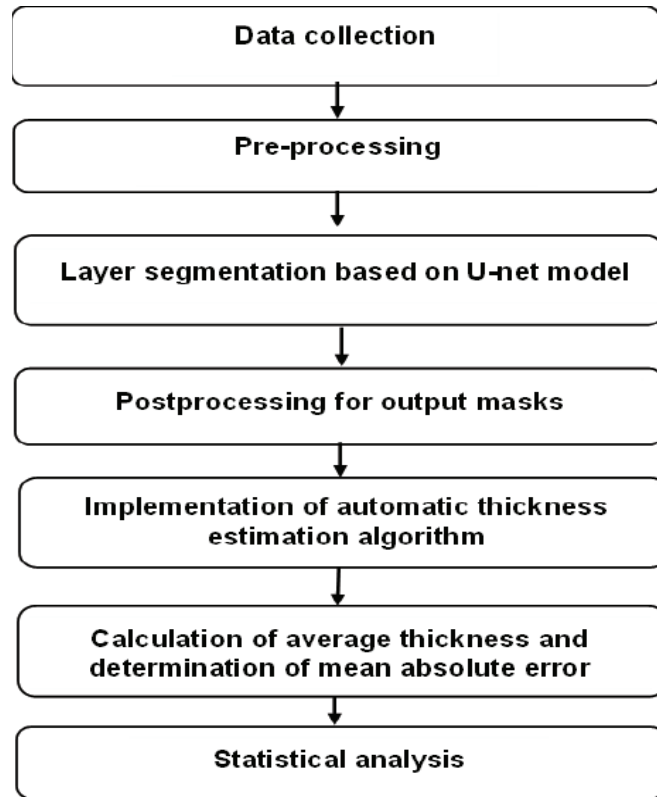 Data collection
Pre-processing
Layer segmentation based on U-net model
Postprocessing for output masks
Implementation of automatic thickness
estimation algorithm
Calculation of average thickness and
determination of mean absolute error
Statistical analysis